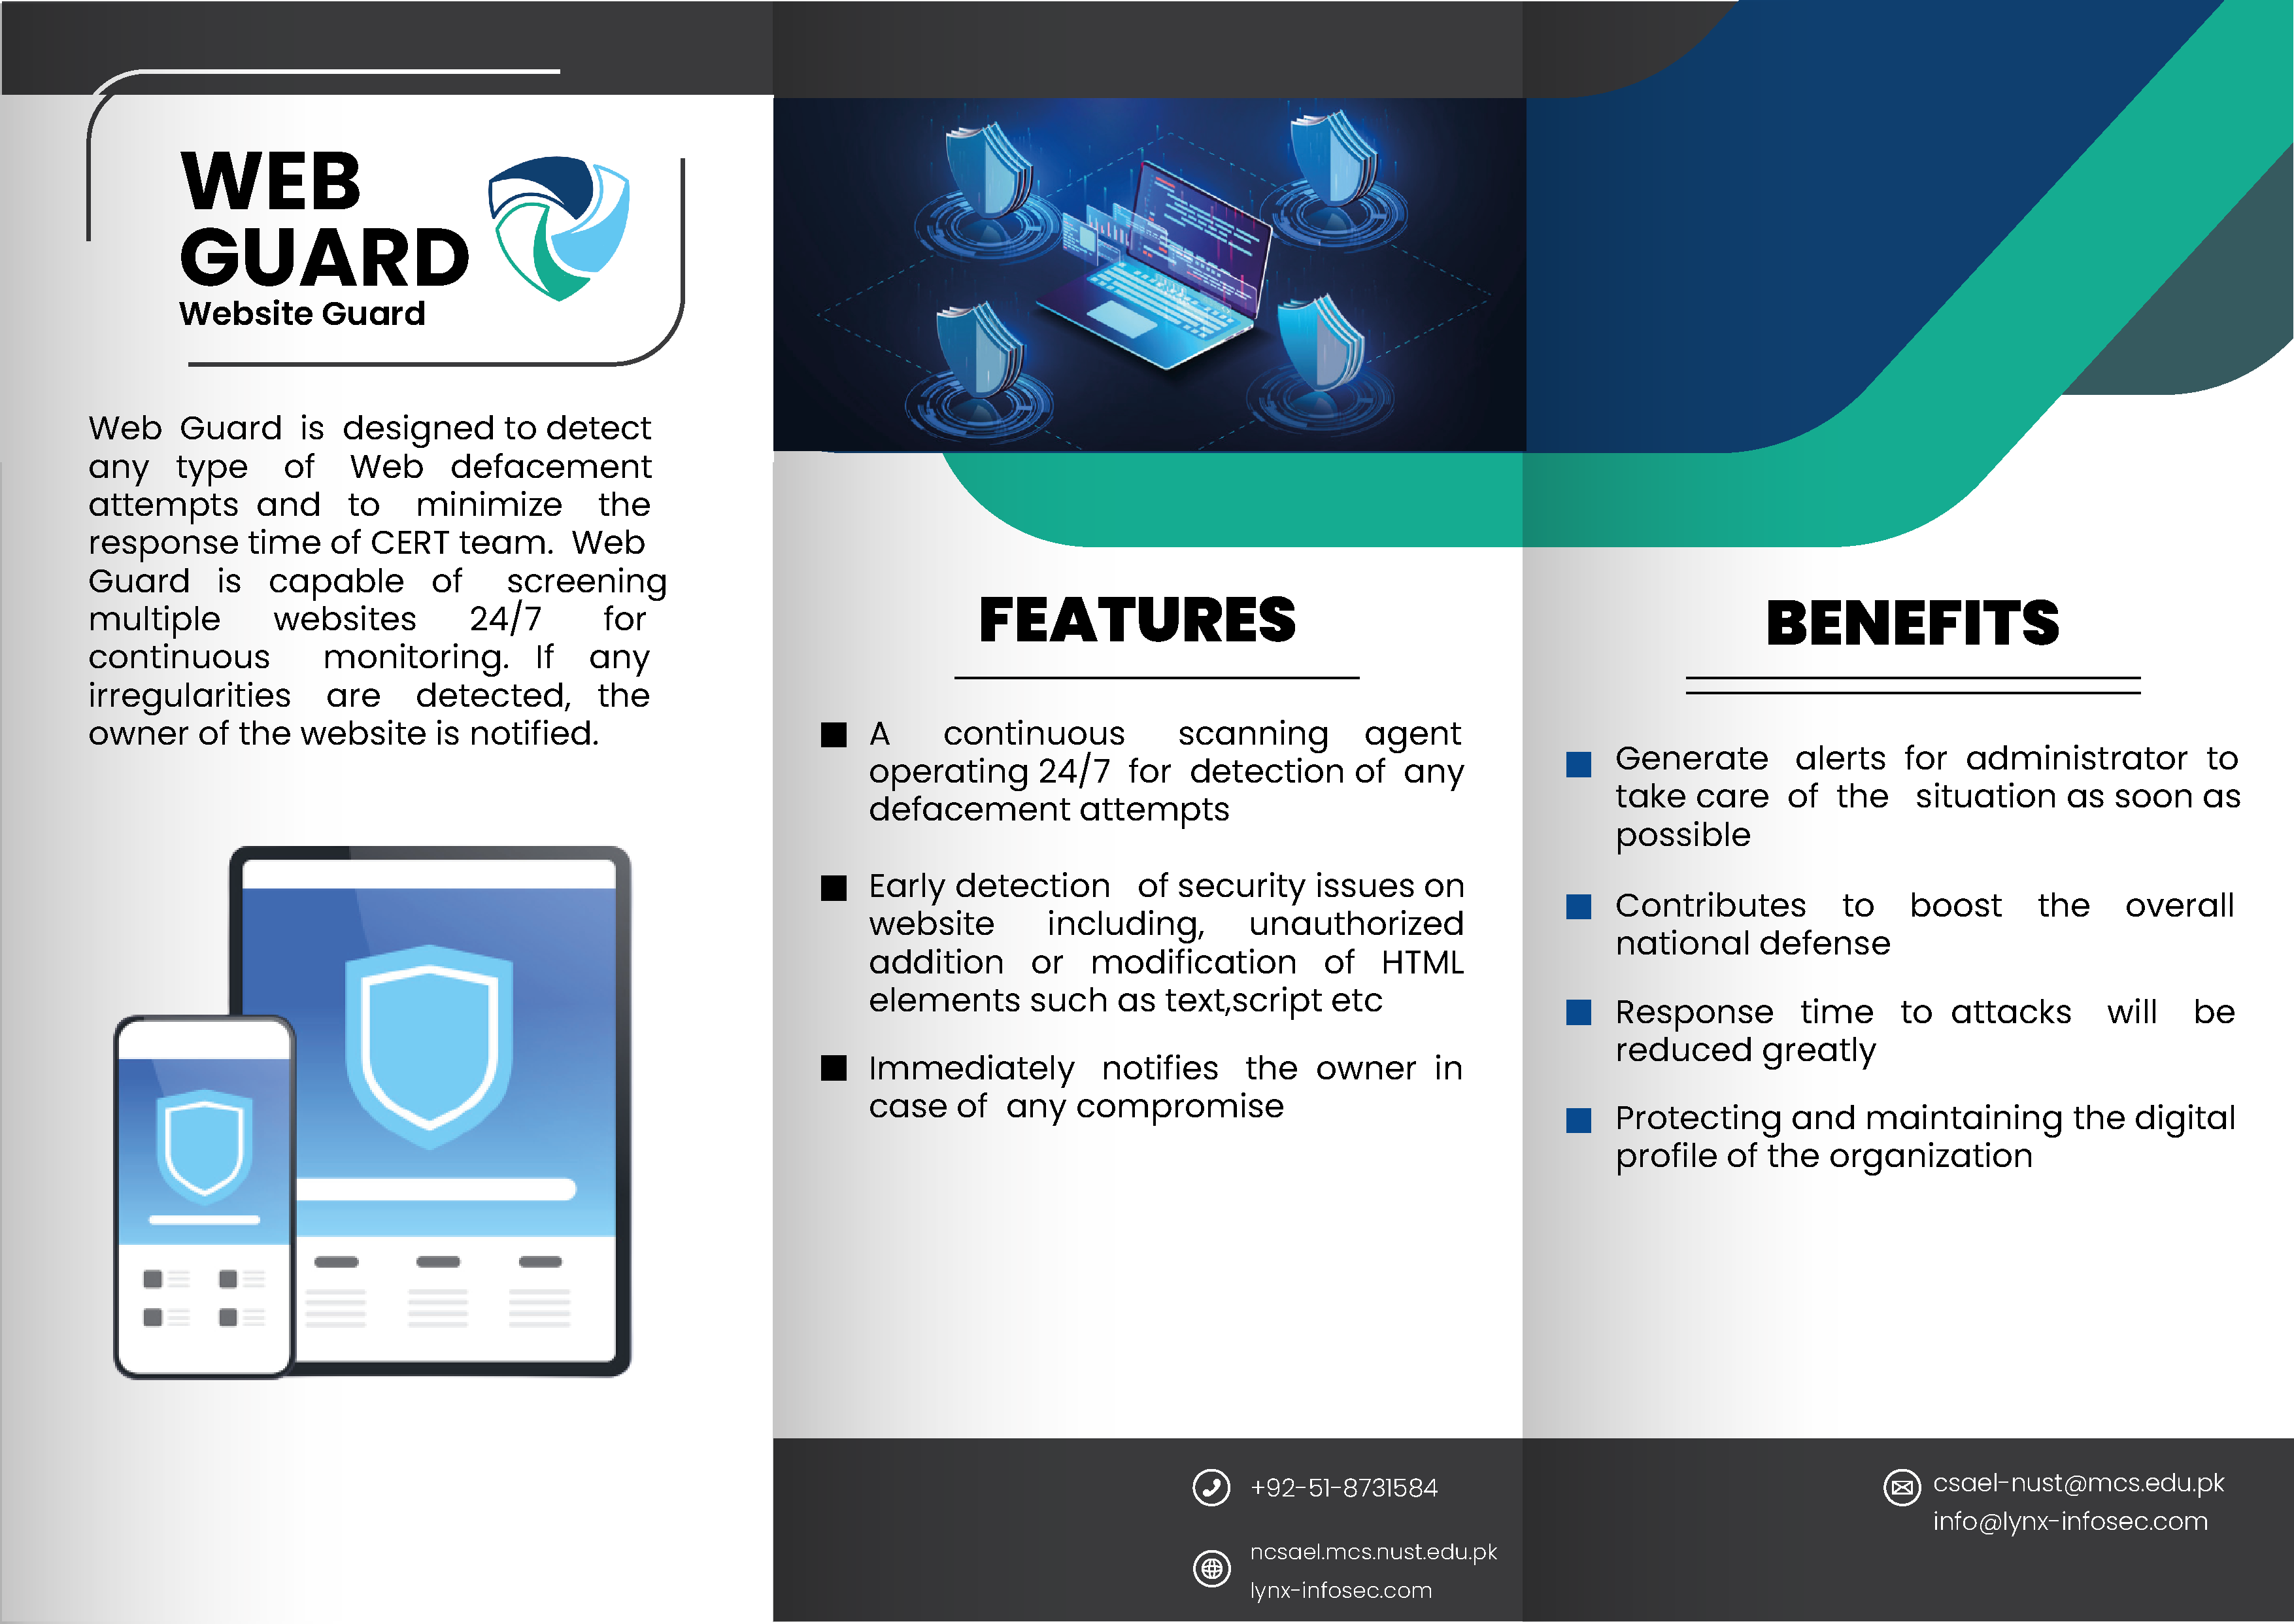 WEB
GUARD
Website Guard
Web Guard is designed to detect
any type of Web defacement
attempts and to minimize the
response time of CERT team. Web
Guard is capable of screening
multiple websites 24/7 for
continuous monitoring. If any
irregularities are detected, the
owner of the website is notified.
FEATURES
A continuous scanning agent
operating 24/7 for detection of any
defacement attempts
Early detection of security issues on
website including, unauthorized
addition or modification of HTML
elements such as text,script etc
Immediately notifies the owner in
case of any compromise
BENEFITS
Generate alerts for administrator to
take care of the situation as soon as
possible
Contributes to boost the overall
national defense
Response time to attacks will be
reduced greatly
Protecting and maintaining the digital
profile of the organization
+92-51-8731584
ncsael.mcs.nust.edu.pk
lynx-infosec.com
csael-nust@mcs.edu.pk
info@lynx-infosec.com